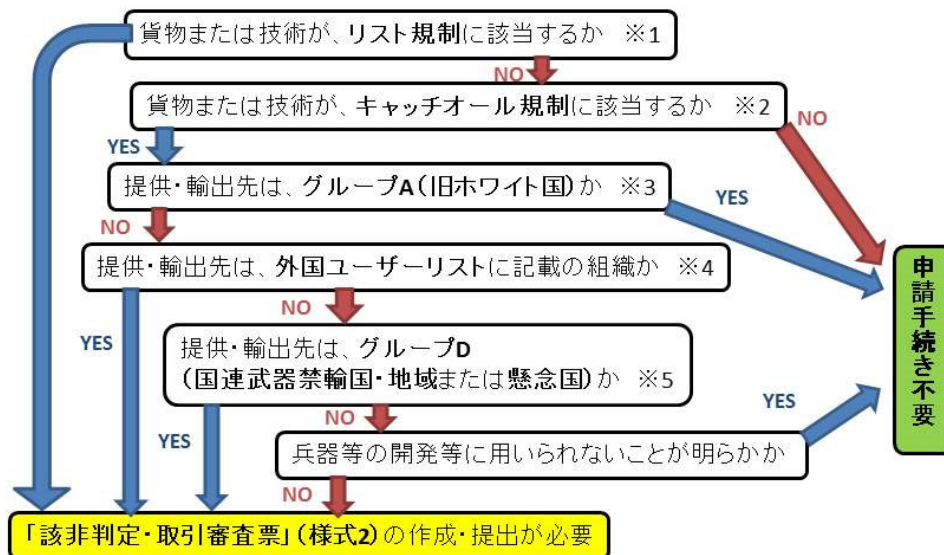 貨物または技術が、リスト規制に該当するか ※1
NO
貨物または技術が、キャッチオール規制に該当するか ※2
NO
YES
提供・輸出先は、グループA(旧ホワイト国)か ※3
YES
NO
提供・輸出先は、外国ユーザーリストに記載の組織か ※4
申請手続き不要
NO
YES
提供・輸出先は、グループD
(国連武器禁輸国・地域または懸念国)か ※5
NO
YES
YES
兵器等の開発等に用いられないことが明らかか
NO
「該非判定・取引審査票」(様式2)の作成・提出が必要